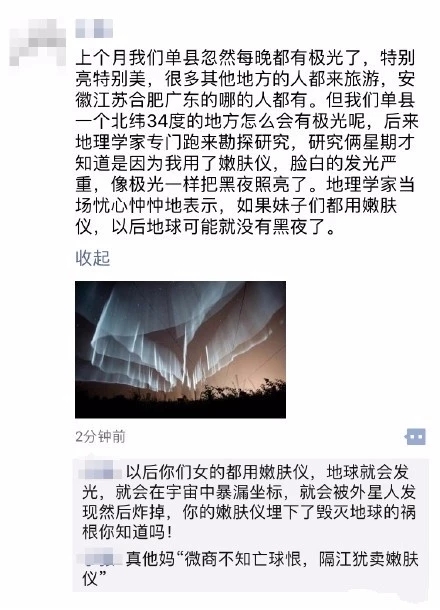 上个月我们单县忽然每晚都有极光了，特别
亮特别美，很多其他地方的人都来旅游，安
徽江苏合肥广东的哪的人都有。但我们单县
一个北纬34度的地方怎么会有极光呢，后来
地理学家专门跑来勘探研究，研究俩星期才
知道是因为我用了嫩肤仪，脸白的发光严
重，像极光一样把黑夜照亮了。地理学家当
场忧心忡忡地表示，如果妹子们都用嫩肤
仪，以后地球可能就没有黑夜了。
收起
2分钟前
以后你们女的都用嫩肤仪，地球就会发
光，就会在宇宙中暴漏坐标，就会被外星人发
现然后炸掉，你的嫩肤仪埋下了毁灭地球的祸
根你知道吗！
真他妈“微商不知亡球恨，隔江犹卖嫩肤
仪”